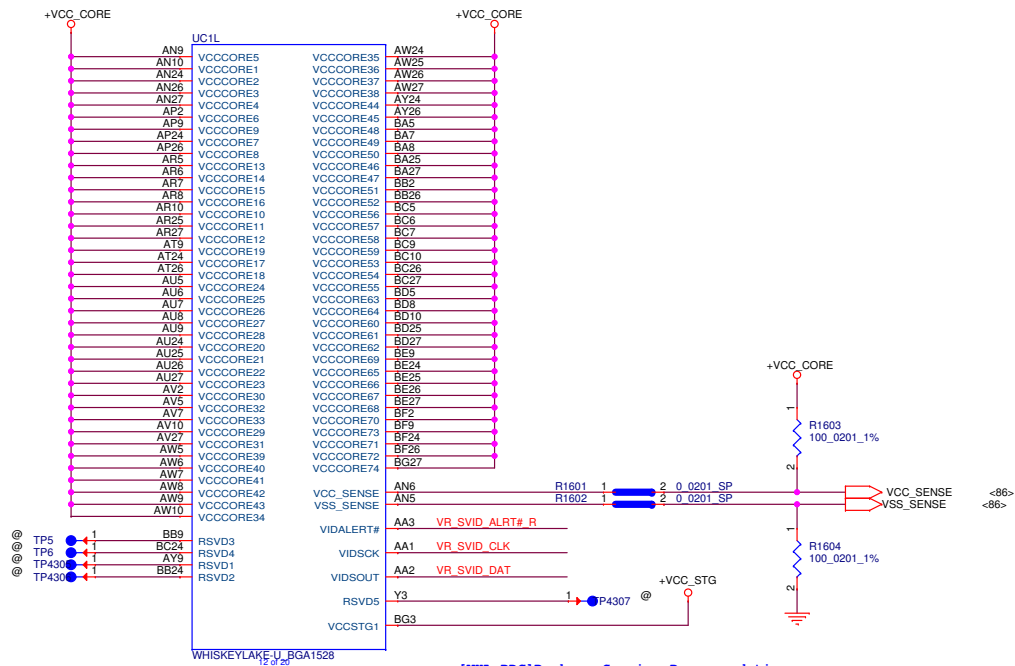 +VCC_CORE +VCC_CORE
UC1L
AN9 VCCCORE5 VCCCORE35 AW24
AN10 VCCCORE1 VCCCORE36 AW25
AN24 VCCCORE2 VCCCORE37 AW26
AN26 VCCCORE3 VCCCORE38 AW27
AN27 VCCCORE4 VCCCORE44 AY24
AP2 VCCCORE6 VCCCORE45 AY26
AP9 VCCCORE9 VCCCORE48 BA5
AP24 VCCCORE7 VCCCORE49 BA7
AP26 VCCCORE8 VCCCORE50 BA8
AR5 VCCCORE13 VCCCORE46 BA25
AR6 VCCCORE14 VCCCORE47 BA27
AR7 VCCCORE15 VCCCORE51 BB2
AR8 VCCCORE16 VCCCORE52 BB26
AR10 VCCCORE10 VCCCORE56 BC5
AR25 VCCCORE11 VCCCORE57 BC6
AR27 VCCCORE12 VCCCORE58 BC7
AT9 VCCCORE19 VCCCORE59 BC9
AT24 VCCCORE17 VCCCORE53 BC10
AT26 VCCCORE18 VCCCORE54 BC26
AU5 VCCCORE24 VCCCORE55 BC27
AU6 VCCCORE25 VCCCORE63 BD5
AU7 VCCCORE26 VCCCORE64 BD8
AU8 VCCCORE27 VCCCORE60 BD10
AU9 VCCCORE28 VCCCORE61 BD25
AU24 VCCCORE20 VCCCORE62 BD27
AU25 VCCCORE21 VCCCORE69 BE9
AU26 VCCCORE22 VCCCORE65 BE24
AU27 VCCCORE23 VCCCORE66 BE25
AV2 VCCCORE30 VCCCORE67 BE26
AV5 VCCCORE32 VCCCORE68 BE27
AV7 VCCCORE33 VCCCORE70 BF2
AV10 VCCCORE29 VCCCORE73 BF9
AV27 VCCCORE31 VCCCORE71 BF24
AW5 VCCCORE39 VCCCORE72 BF26
AW6 VCCCORE40 VCCCORE74 BG27
AW7 VCCCORE41
AW8 VCCCORE42
AW9 VCCCORE43
AW10 VCCCORE34
+VCC_CORE
1
R1603
100_0201_1%
2
VCC_SENSE AN6 R1601 1 2 0_0201_SP VCC_SENSE <86>
VSS_SENSE AN5 R1602 1 2 0_0201_SP VSS_SENSE <86>
1
R1604
100_0201_1%
2
VIDALERT# AA3 VR_SVID_ALRT#_R
VIDSCK AA1 VR_SVID_CLK
VIDSOUT AA2 VR_SVID_DAT
@ TP5 1 BB9 RSVD3
@ TP6 1 BC24 RSVD4
@ 1 AY9 RSVD1
@ 1 BB24 RSVD2
RSVD5 Y3 1 TP4307 @
+VCC_STG
VCCSTG1 BG3
WHISKEYLAKE-U_BGA1528
12 of 20